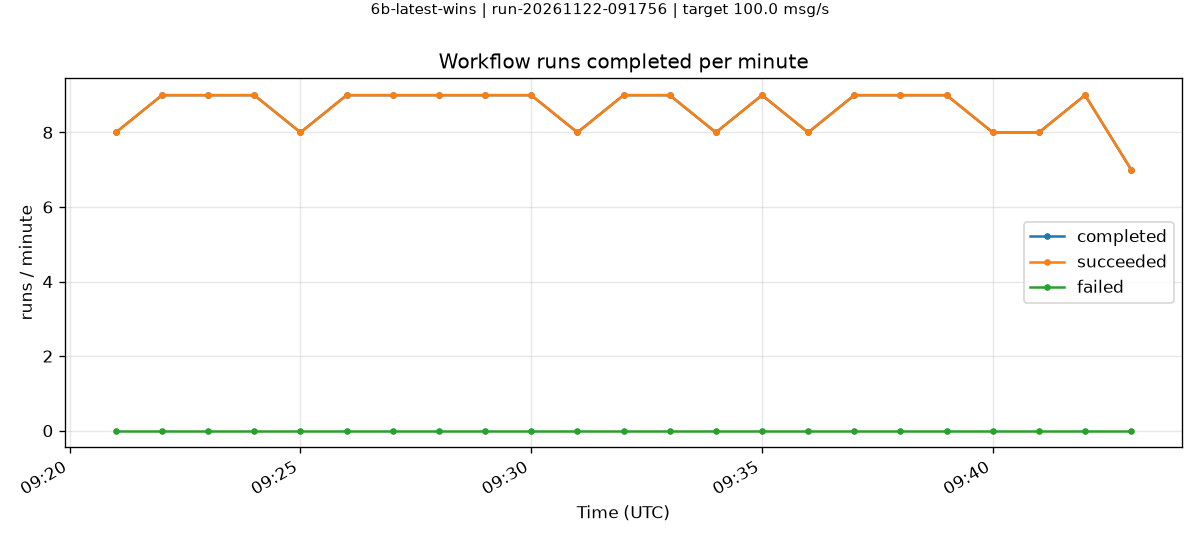 6b-latest-wins | run-20261122-091756 | target 100.0 msg/s
Workflow runs completed per minute
runs / minute
8
6
4
2
0
completed
succeeded
failed
09:20
09:25
09:30
09:35
09:40
Time (UTC)